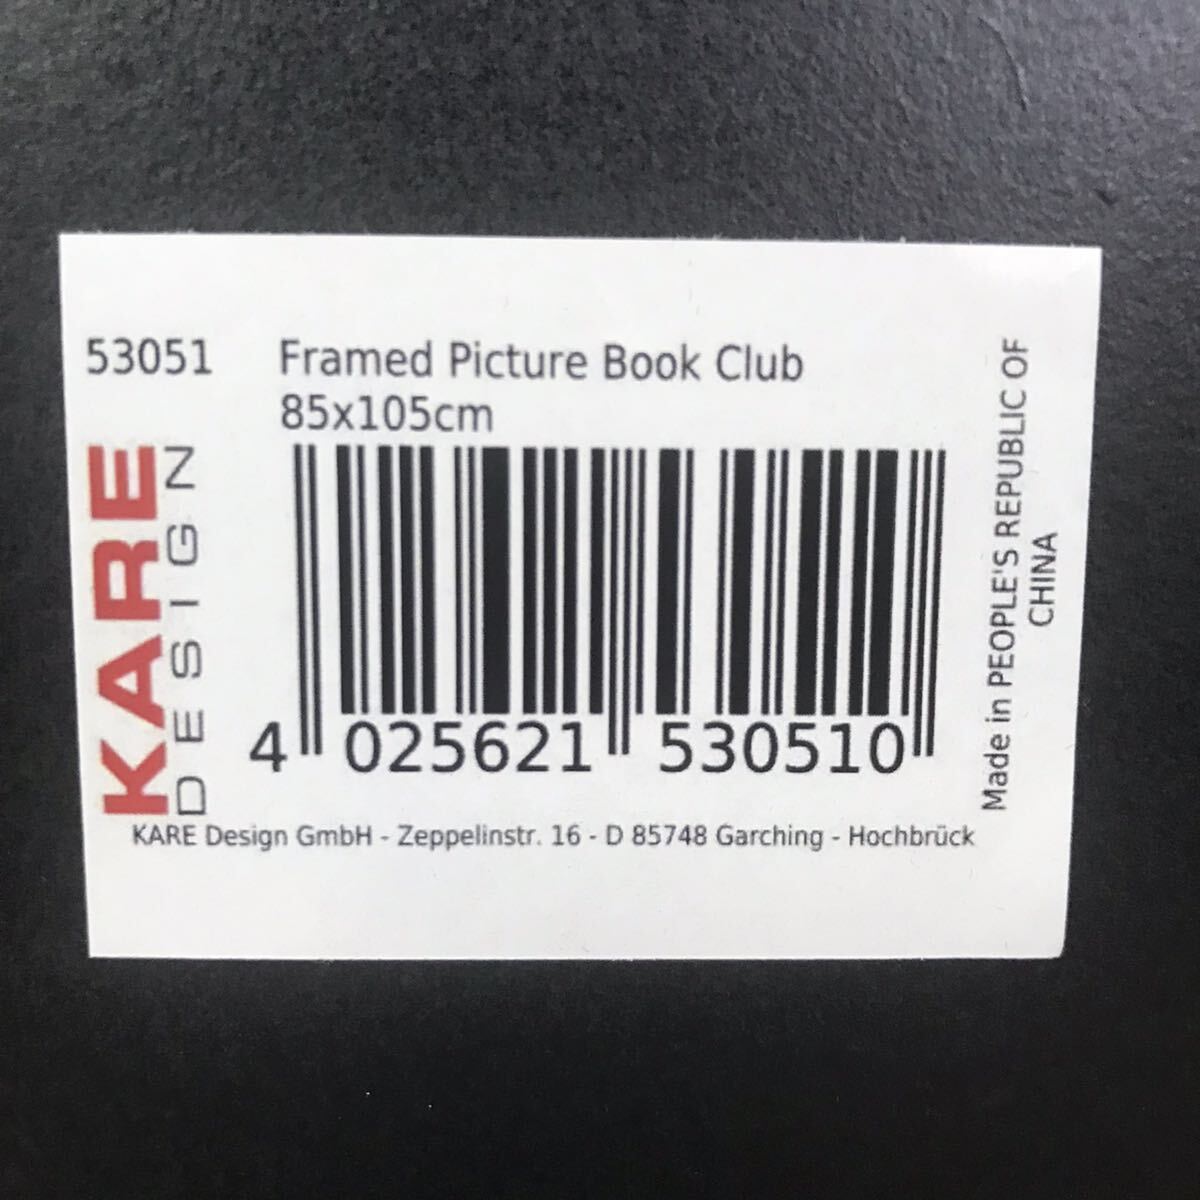 53051 Framed Picture Book Club
85x105cm
KARE
DESIGN
4 025621 530510
KARE Design GmbH - Zeppelinstr. 16 - D 85748 Garching - Hochbrück
Made in PEOPLE'S REPUBLIC OF
CHINA